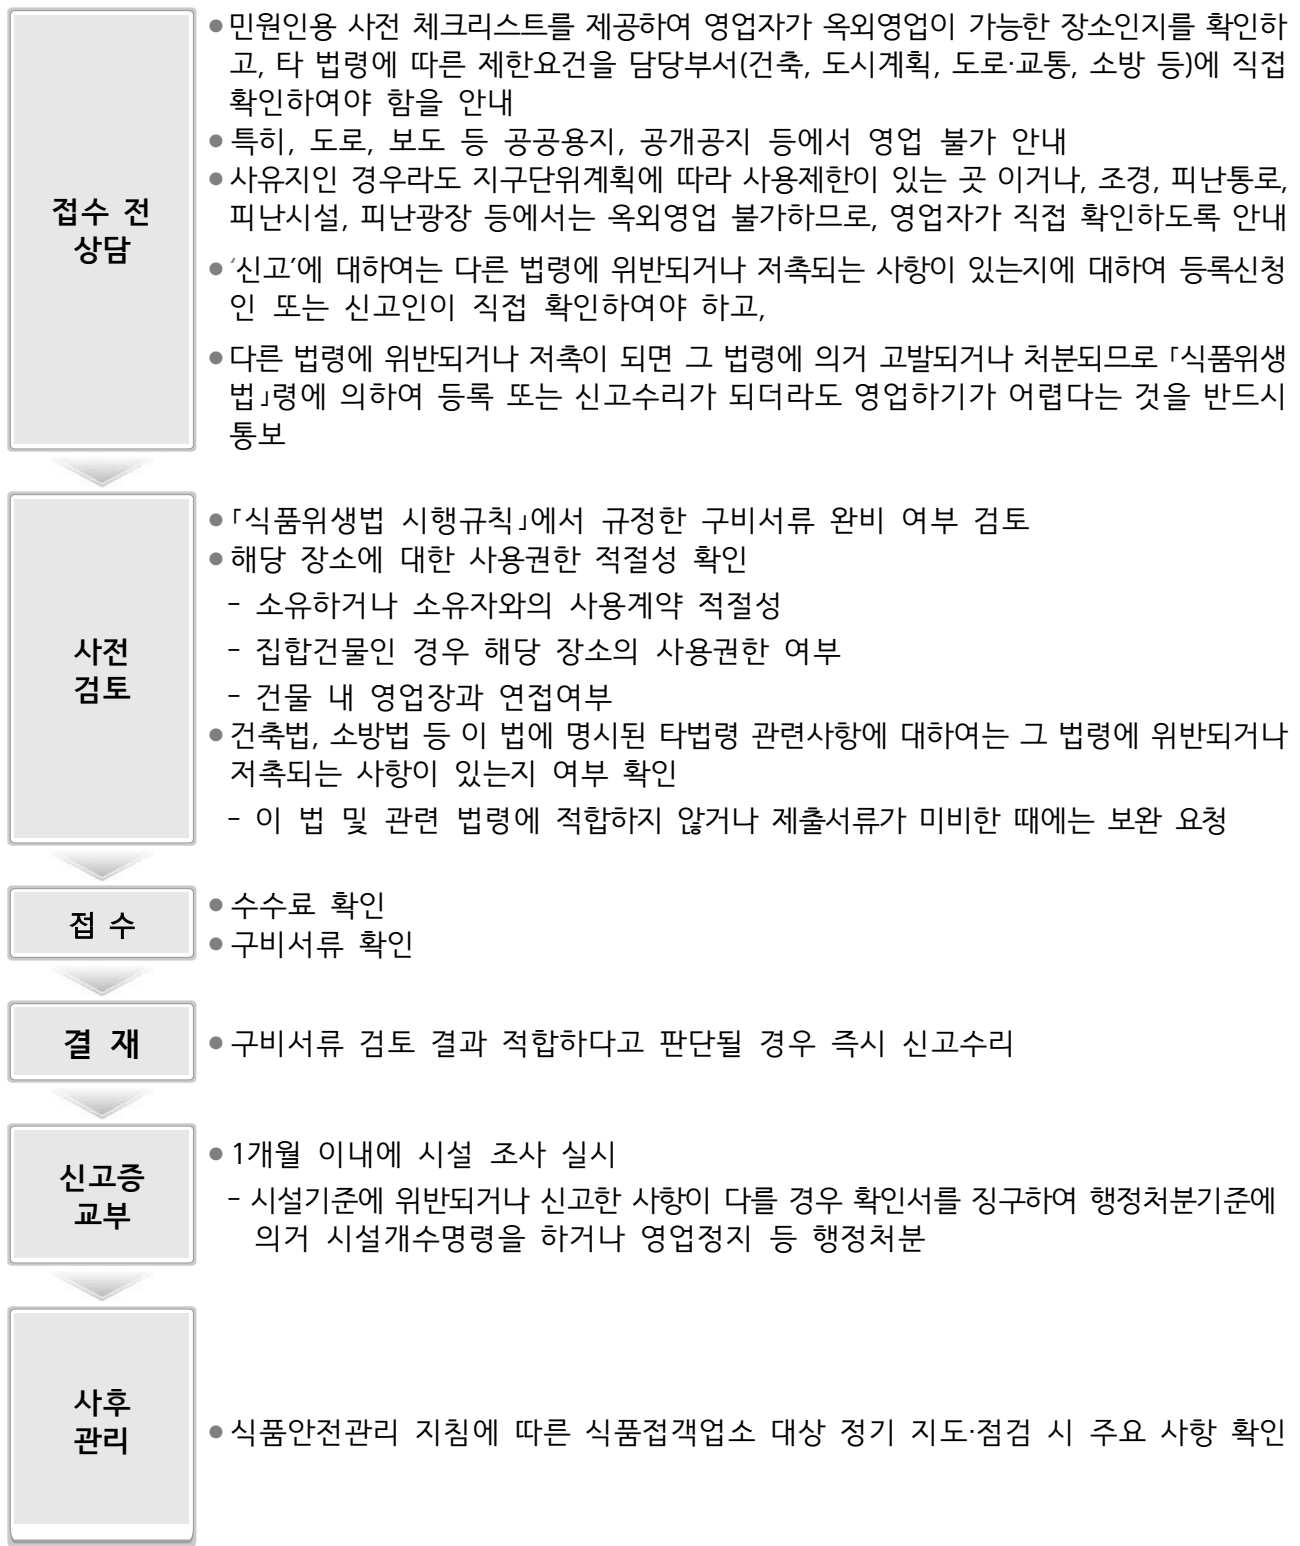 접수 전
상담
●민원인용 사전 체크리스트를 제공하여 영업자가 옥외영업이 가능한 장소인지를 확인하
고, 타 법령에 따른 제한요건을 담당부서(건축, 도시계획, 도로·교통, 소방 등)에 직접
확인하여야 함을 안내
●특히, 도로, 보도 등 공공용지, 공개공지 등에서 영업 불가 안내
●사유지인 경우라도 지구단위계획에 따라 사용제한이 있는 곳 이거나, 조경, 피난통로,
피난시설, 피난광장 등에서는 옥외영업 불가하므로, 영업자가 직접 확인하도록 안내
●'신고'에 대하여는 다른 법령에 위반되거나 저촉되는 사항이 있는지에 대하여 등록신청
인 또는 신고인이 직접 확인하여야 하고,
●다른 법령에 위반되거나 저촉이 되면 그 법령에 의거 고발되거나 처분되므로 「식품위생
법」령에 의하여 등록 또는 신고수리가 되더라도 영업하기가 어렵다는 것을 반드시
통보
사전
검토
●「식품위생법 시행규칙」에서 규정한 구비서류 완비 여부 검토
●해당 장소에 대한 사용권한 적절성 확인
- 소유하거나 소유자와의 사용계약 적절성
- 집합건물인 경우 해당 장소의 사용권한 여부
- 건물 내 영업장과 연접여부
●건축법, 소방법 등 이 법에 명시된 타법령 관련사항에 대하여는 그 법령에 위반되거나
저촉되는 사항이 있는지 여부 확인
- 이 법 및 관련 법령에 적합하지 않거나 제출서류가 미비한 때에는 보완 요청
접 수
●수수료 확인
●구비서류 확인
결 재
●구비서류 검토 결과 적합하다고 판단될 경우 즉시 신고수리
신고증
교부
●1개월 이내에 시설 조사 실시
- 시설기준에 위반되거나 신고한 사항이 다를 경우 확인서를 징구하여 행정처분기준에
의거 시설개수명령을 하거나 영업정지 등 행정처분
사후
관리
●식품안전관리 지침에 따른 식품접객업소 대상 정기 지도·점검 시 주요 사항 확인